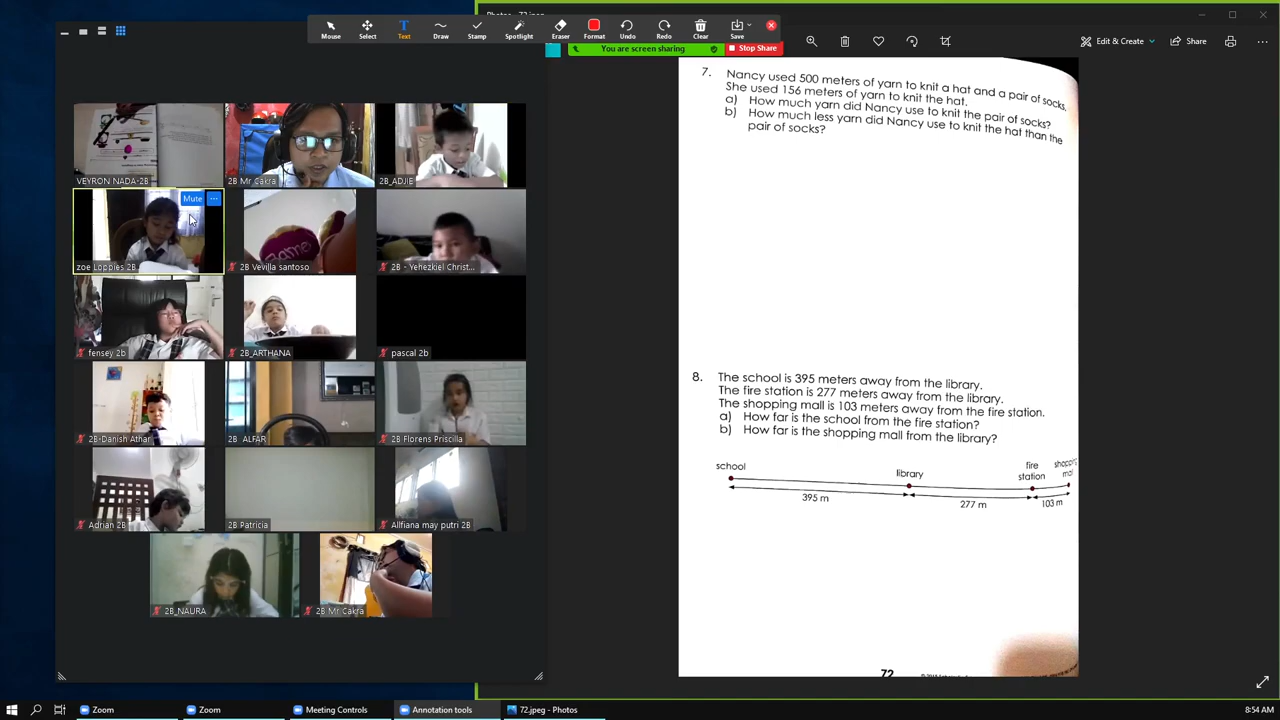 Photos - 72.jpeg
Mouse
Select
Text
Draw
Stamp
Spotlight
Eraser
Format
Undo
Redo
Clear
Save
You are screen sharing
Stop Share
Edit & Create
Share
VEYRON NADA-2B
2B Mr Cakra
2B_ADJIE
Mute
zoe Loppies 2B
2B Vevilla santoso
2B - Yehezkiel Christ...
fensey 2b
2B_ARTHANA
pascal 2b
2B-Danish Athar
2B_ALFAR
2B Florens Priscilla
Adrian 2B
2B Patricia
Allfiana may putri 2B
2B_NAURA
2B Mr Cakra
7. Nancy used 500 meters of yarn to knit a hat and a pair of socks.
She used 156 meters of yarn to knit the hat.
a) How much yarn did Nancy use to knit the pair of socks?
b) How much less yarn did Nancy use to knit the hat than the
pair of socks?
8. The school is 395 meters away from the library.
The fire station is 277 meters away from the library.
The shopping mall is 103 meters away from the fire station.
a) How far is the school from the fire station?
b) How far is the shopping mall from the library?
school
library
fire
station
395 m
277 m
103 m
72
Zoom
Zoom
Meeting Controls
Annotation tools
72.jpeg - Photos
8:54 AM